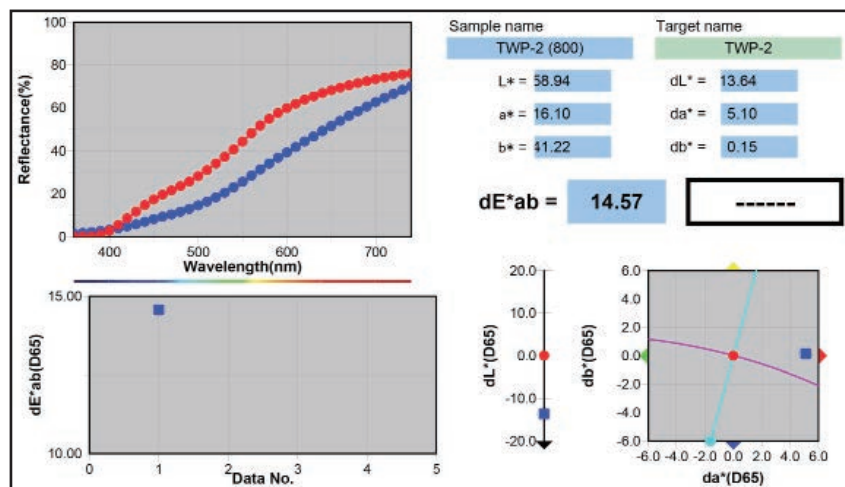 100
80
60
40
20
0
Reflectance(%)
400 500 600 700
Wavelength(nm)
Sample name
TWP-2 (800)
L* = 58.94
a* = 16.10
b* = 41.22
Target name
TWP-2
dL* = 13.64
da* = 5.10
db* = 0.15
dE*ab = 14.57
------
15.00
10.00
dE*ab(D65)
0 1 2 3 4 5
Data No.
20.0
10.0
0.0
-10.0
-20.0
dL*(D65)
6.0
4.0
2.0
0.0
-2.0
-4.0
-6.0
db*(D65)
-6.0 -4.0 -2.0 0.0 2.0 4.0 6.0
da*(D65)